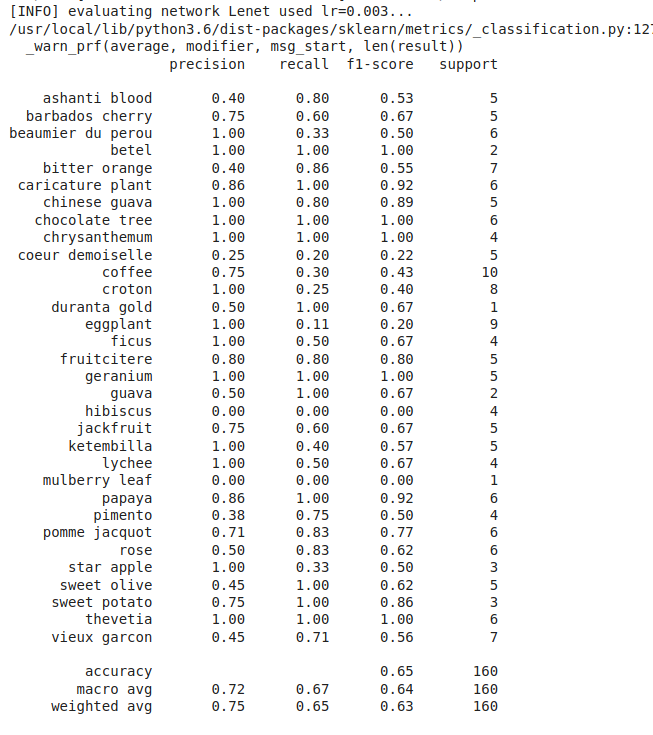 [INFO] evaluating network Lenet used lr=0.003...
/usr/local/lib/python3.6/dist-packages/sklearn/metrics/_classification.py:127
_warn_prf(average, modifier, msg_start, len(result))
precision recall f1-score support
ashanti blood 0.40 0.80 0.53 5
barbados cherry 0.75 0.60 0.67 5
beaumier du perou 1.00 0.33 0.50 6
betel 1.00 1.00 1.00 2
bitter orange 0.40 0.86 0.55 7
caricature plant 0.86 1.00 0.92 6
chinese guava 1.00 0.80 0.89 5
chocolate tree 1.00 1.00 1.00 6
chrysanthemum 1.00 1.00 1.00 4
coeur demoiselle 0.25 0.20 0.22 5
coffee 0.75 0.30 0.43 10
croton 1.00 0.25 0.40 8
duranta gold 0.50 1.00 0.67 1
eggplant 1.00 0.11 0.20 9
ficus 1.00 0.50 0.67 4
fruitcitere 0.80 0.80 0.80 5
geranium 1.00 1.00 1.00 5
guava 0.50 1.00 0.67 2
hibiscus 0.00 0.00 0.00 4
jackfruit 0.75 0.60 0.67 5
ketembilla 1.00 0.40 0.57 5
lychee 1.00 0.50 0.67 4
mulberry leaf 0.00 0.00 0.00 1
papaya 0.86 1.00 0.92 6
pimento 0.38 0.75 0.50 4
pomme jacquot 0.71 0.83 0.77 6
rose 0.50 0.83 0.62 6
star apple 1.00 0.33 0.50 3
sweet olive 0.45 1.00 0.62 5
sweet potato 0.75 1.00 0.86 3
thevetia 1.00 1.00 1.00 6
vieux garcon 0.45 0.71 0.56 7
accuracy 0.65 160
macro avg 0.72 0.67 0.64 160
weighted avg 0.75 0.65 0.63 160